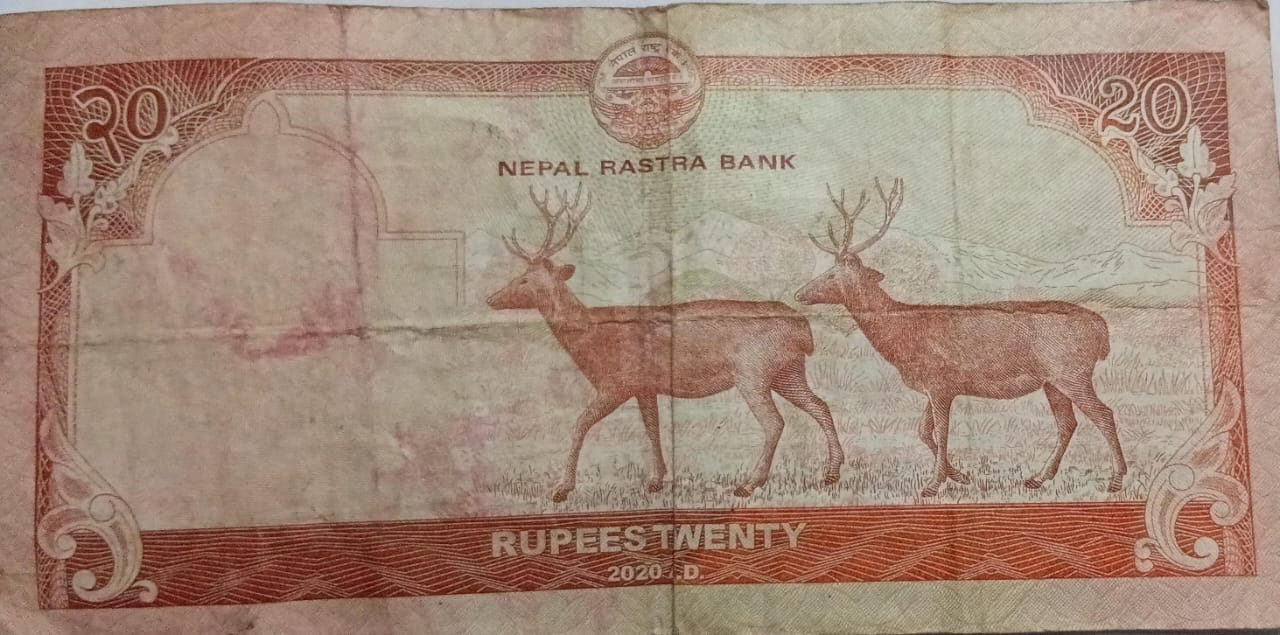 नेपाल राष्ट्र बैंक
२० 20
NEPAL RASTRA BANK
RUPEES TWENTY
2020 A.D.